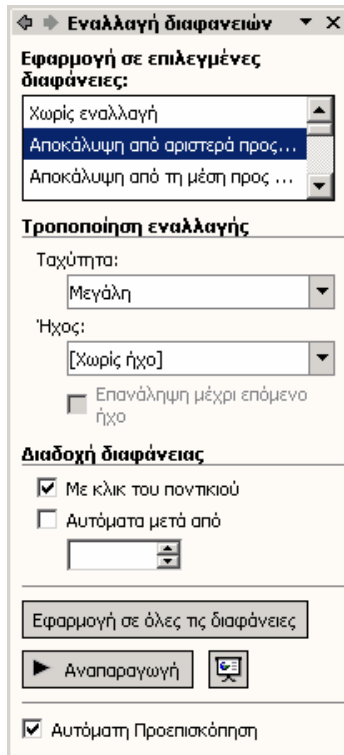 Εναλλαγή διαφανειών
Εφαρμογή σε επιλεγμένες
διαφάνειες:
Χωρίς εναλλαγή
Αποκάλυψη από αριστερά προς...
Αποκάλυψη από τη μέση προς ...
Τροποποίηση εναλλαγής
Ταχύτητα:
Μεγάλη
Ήχος:
[Χωρίς ήχο]
Επανάληψη μέχρι επόμενο
ήχο
Διαδοχή διαφάνειας
Με κλικ του ποντικιού
Αυτόματα μετά από
Εφαρμογή σε όλες τις διαφάνειες
Αναπαραγωγή
Αυτόματη Προεπισκόπηση